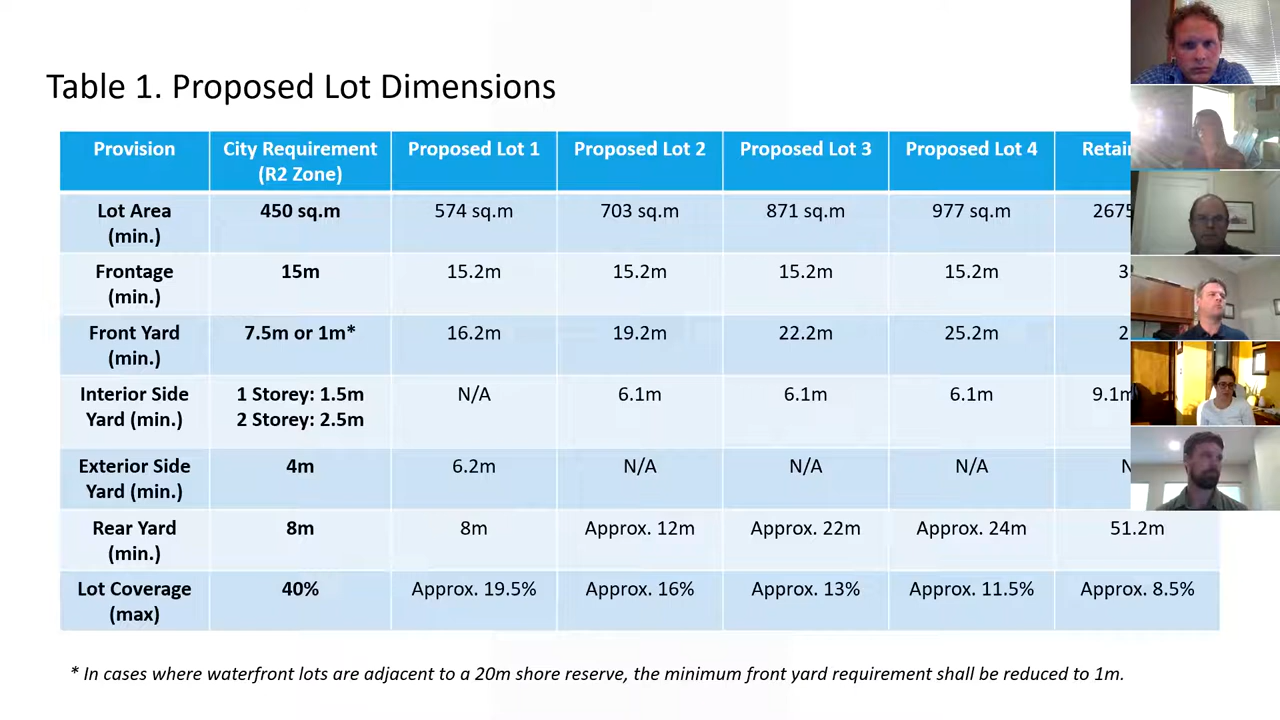 Table 1. Proposed Lot Dimensions
Provision City Requirement (R2 Zone) Proposed Lot 1 Proposed Lot 2 Proposed Lot 3 Proposed Lot 4
Lot Area (min.) 450 sq.m 574 sq.m 703 sq.m 871 sq.m 977 sq.m 2675
Frontage (min.) 15m 15.2m 15.2m 15.2m 15.2m
Front Yard (min.) 7.5m or 1m* 16.2m 19.2m 22.2m 25.2m
Interior Side Yard (min.) 1 Storey: 1.5m 2 Storey: 2.5m N/A 6.1m 6.1m 6.1m 9.1m
Exterior Side Yard (min.) 4m 6.2m N/A N/A N/A
Rear Yard (min.) 8m 8m Approx. 12m Approx. 22m Approx. 24m 51.2m
Lot Coverage (max) 40% Approx. 19.5% Approx. 16% Approx. 13% Approx. 11.5% Approx. 8.5%
* In cases where waterfront lots are adjacent to a 20m shore reserve, the minimum front yard requirement shall be reduced to 1m.